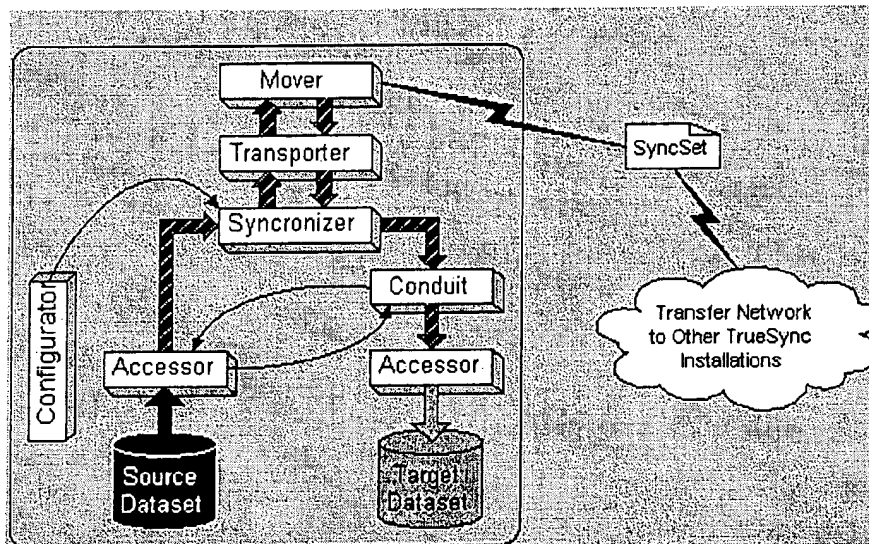 Mover
Transporter
SyncSet
Syncronizer
Conduit
Transfer Network
to Other TrueSync
Installations
Configurator
Accessor
Accessor
Source
Dataset
Target
Dataset